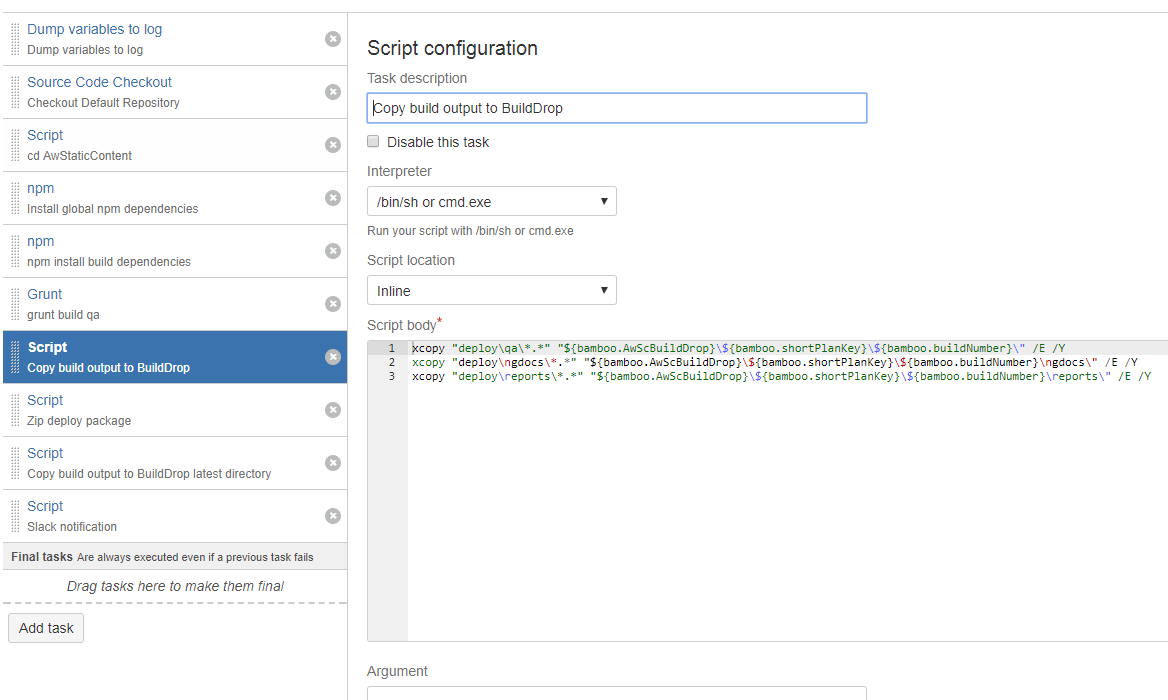 Dump variables to log
Dump variables to log
Source Code Checkout
Checkout Default Repository
Script
cd AwStaticContent
npm
Install global npm dependencies
npm
npm install build dependencies
Grunt
grunt build qa
Script
Copy build output to BuildDrop
Script
Zip deploy package
Script
Copy build output to BuildDrop latest directory
Script
Slack notification
Final tasks Are always executed even if a previous task fails
Drag tasks here to make them final
Add task
Script configuration
Task description
Copy build output to BuildDrop
Disable this task
Interpreter
/bin/sh or cmd.exe
Run your script with /bin/sh or cmd.exe
Script location
Inline
Script body*
1 xcopy "deploy\qa\*.*" "${bamboo.AwScBuildDrop}\${bamboo.shortPlanKey}\${bamboo.buildNumber}\" /E /Y
2 xcopy "deploy\ngdocs\*.*" "${bamboo.AwScBuildDrop}\${bamboo.shortPlanKey}\${bamboo.buildNumber}\ngdocs\" /E /Y
3 xcopy "deploy\reports\*.*" "${bamboo.AwScBuildDrop}\${bamboo.shortPlanKey}\${bamboo.buildNumber}\reports\" /E /Y
Argument